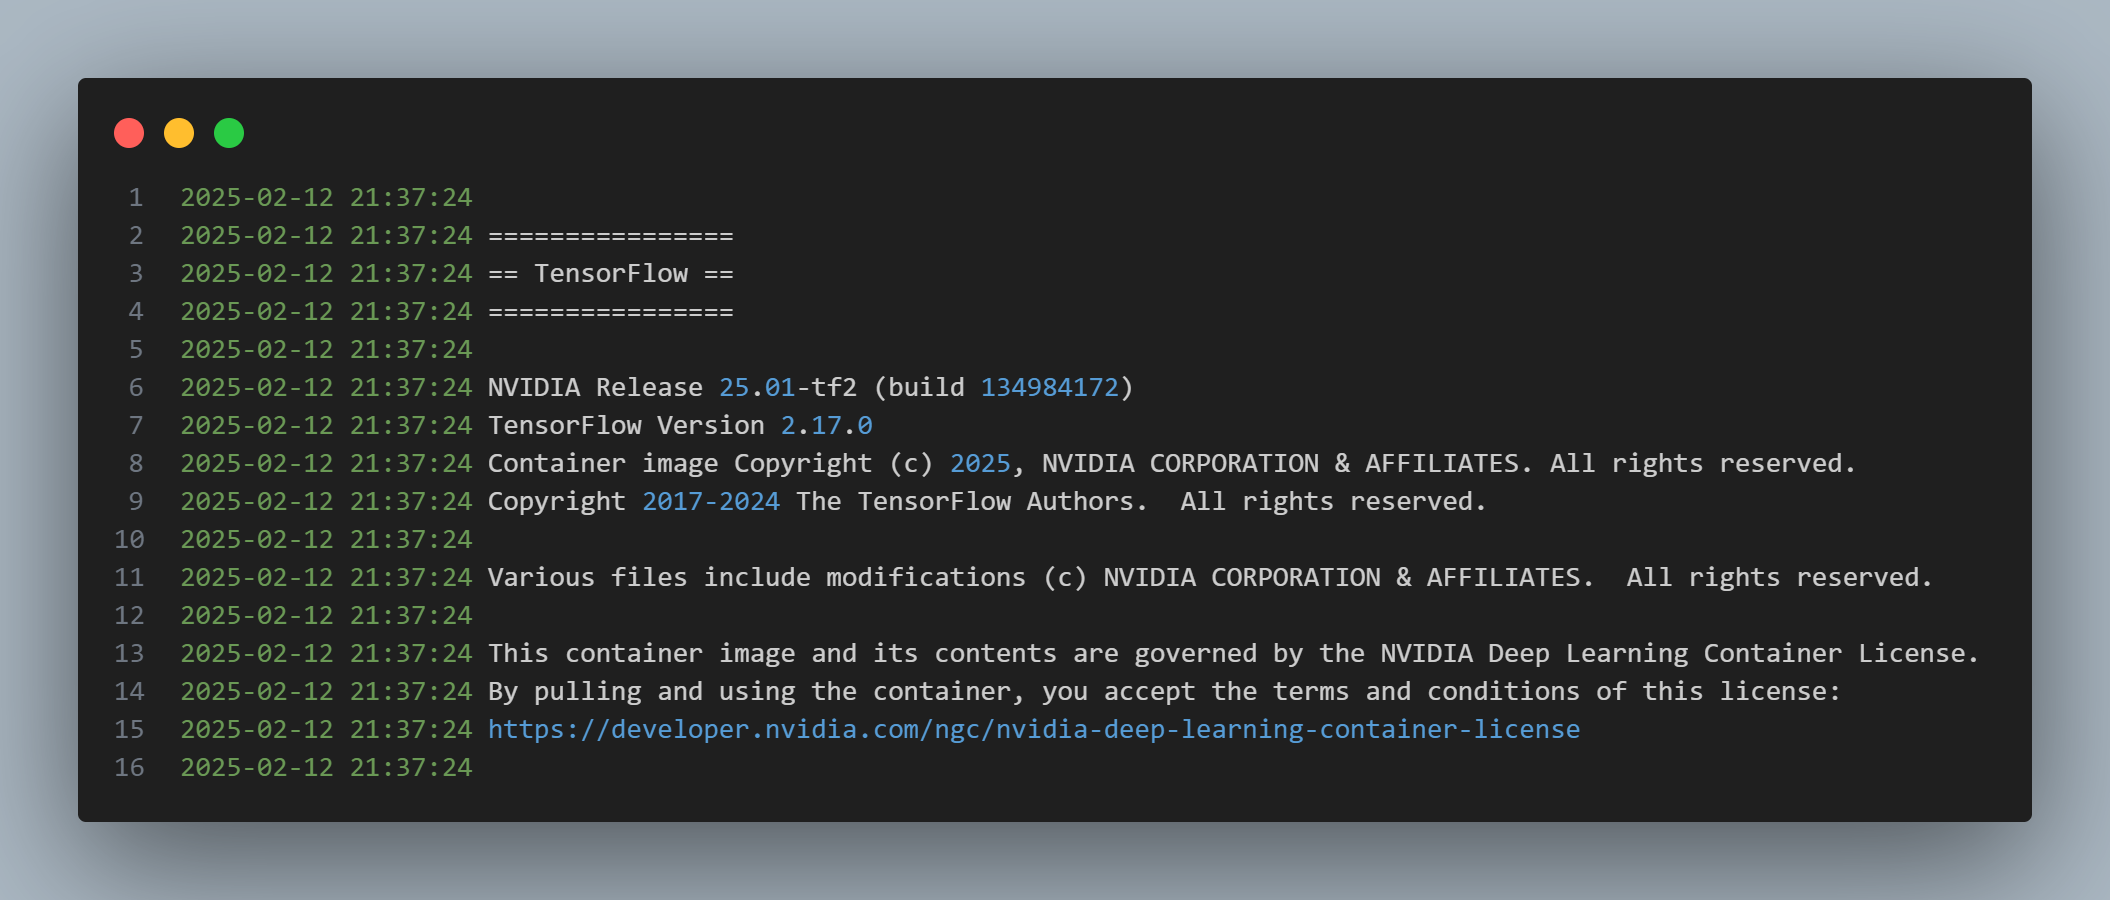 1 2025-02-12 21:37:24
2 2025-02-12 21:37:24 ================
3 2025-02-12 21:37:24 == TensorFlow ==
4 2025-02-12 21:37:24 ================
5 2025-02-12 21:37:24
6 2025-02-12 21:37:24 NVIDIA Release 25.01-tf2 (build 134984172)
7 2025-02-12 21:37:24 TensorFlow Version 2.17.0
8 2025-02-12 21:37:24 Container image Copyright (c) 2025, NVIDIA CORPORATION & AFFILIATES. All rights reserved.
9 2025-02-12 21:37:24 Copyright 2017-2024 The TensorFlow Authors.  All rights reserved.
10 2025-02-12 21:37:24
11 2025-02-12 21:37:24 Various files include modifications (c) NVIDIA CORPORATION & AFFILIATES.  All rights reserved.
12 2025-02-12 21:37:24
13 2025-02-12 21:37:24 This container image and its contents are governed by the NVIDIA Deep Learning Container License.
14 2025-02-12 21:37:24 By pulling and using the container, you accept the terms and conditions of this license:
15 2025-02-12 21:37:24 https://developer.nvidia.com/ngc/nvidia-deep-learning-container-license
16 2025-02-12 21:37:24